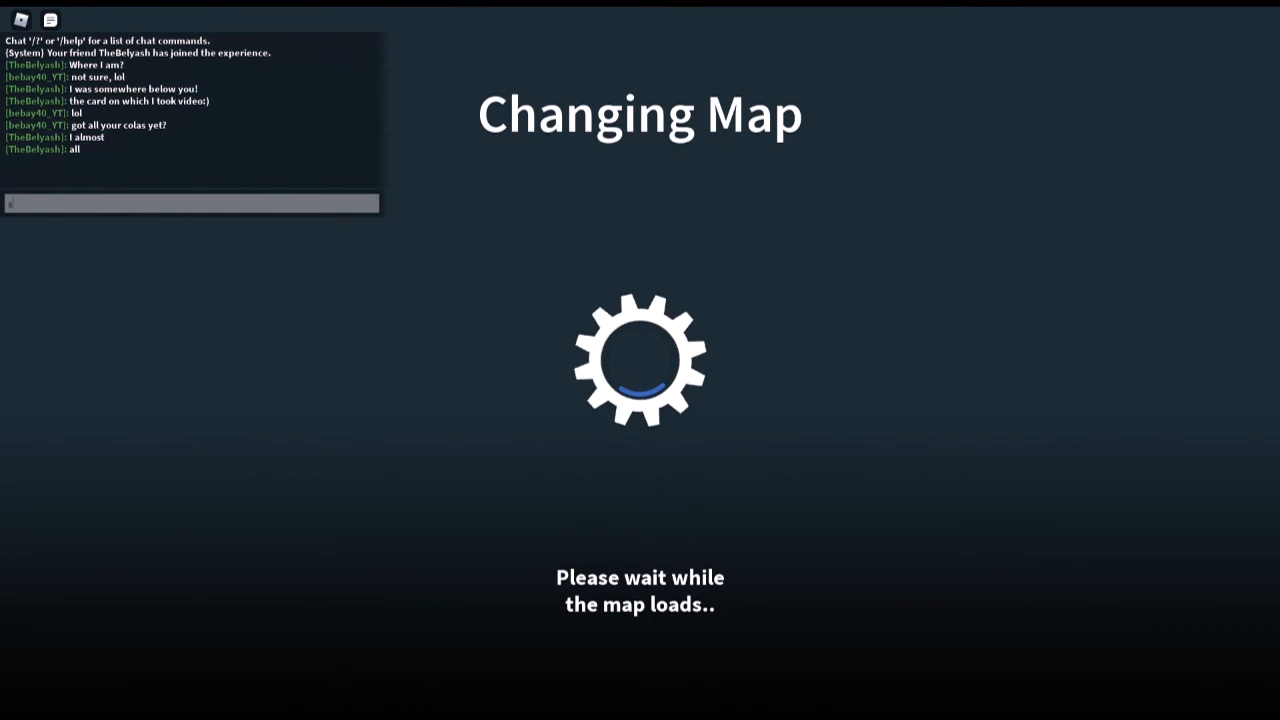 Chat '/?' or '/help' for a list of chat commands.
{System} Your friend TheBelyash has joined the experience.
[TheBelyash]: Where I am?
[bebay40_YT]: not sure, lol
[TheBelyash]: I was somewhere below you!
[TheBelyash]: the card on which I took video:)
[bebay40_YT]: lol
[bebay40_YT]: got all your colas yet?
[TheBelyash]: I almost
[TheBelyash]: all
s
Changing Map
Please wait while
the map loads..